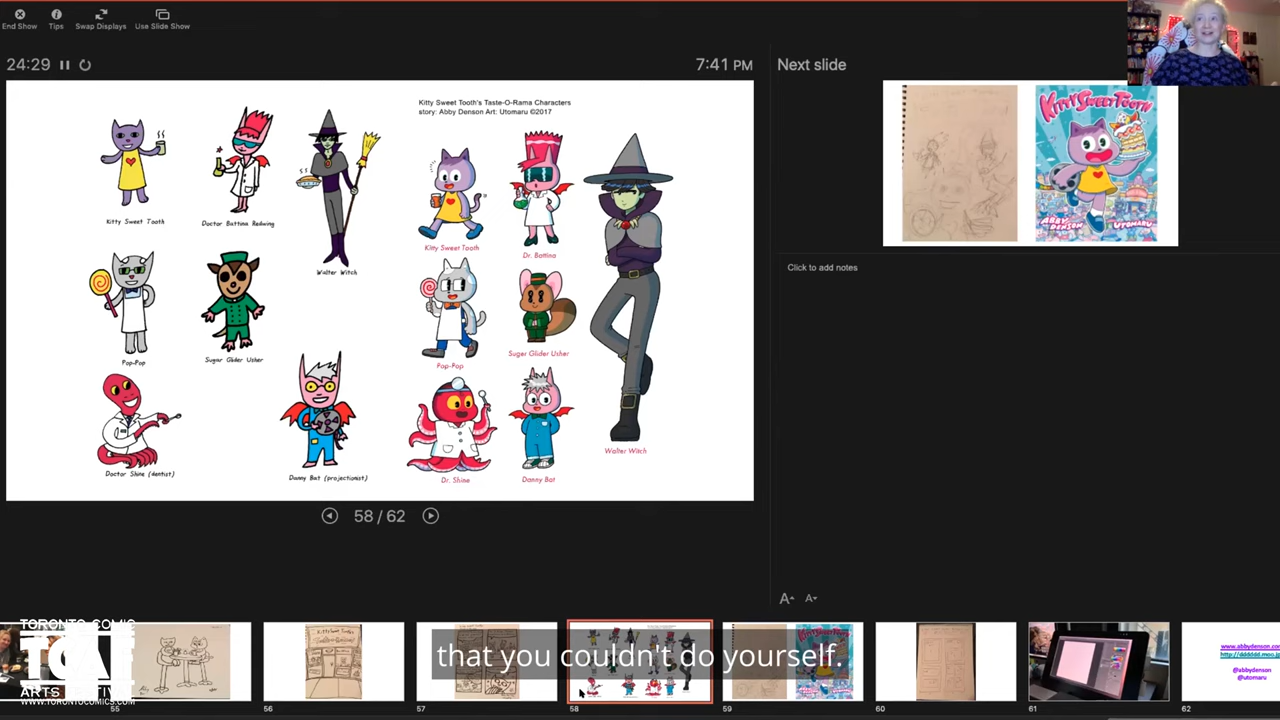 End Show
Tips
Swap Displays
Use Slide Show
24:29
7:41 PM
Next slide
Kitty Sweet Tooth's Taste-O-Rama Characters
story: Abby Denson Art: Utomaru ©2017
Kitty Sweet Tooth
Doctor Battina Redwing
Walter Witch
Kitty Sweet Tooth
Dr. Battina
Pop-Pop
Sugar Glider Usher
Pop-Pop
Sugar Glider Usher
Doctor Shine (dentist)
Danny Bat (projectionist)
Dr. Shine
Danny Bat
Walter Witch
KITTY SWEET TOOTH
ABBY DENSON
UTOMARU
Click to add notes
58 / 62
A
A
TORONTO COMIC
TCAF
ARTS FESTIVAL
WWW.TORONTOCOMICS.COM
that you couldn't do yourself.
KITTY SWEET TOOTH
www.abbydenson.com
@abbydenson
@utomaru
55
56
57
58
59
60
61
62